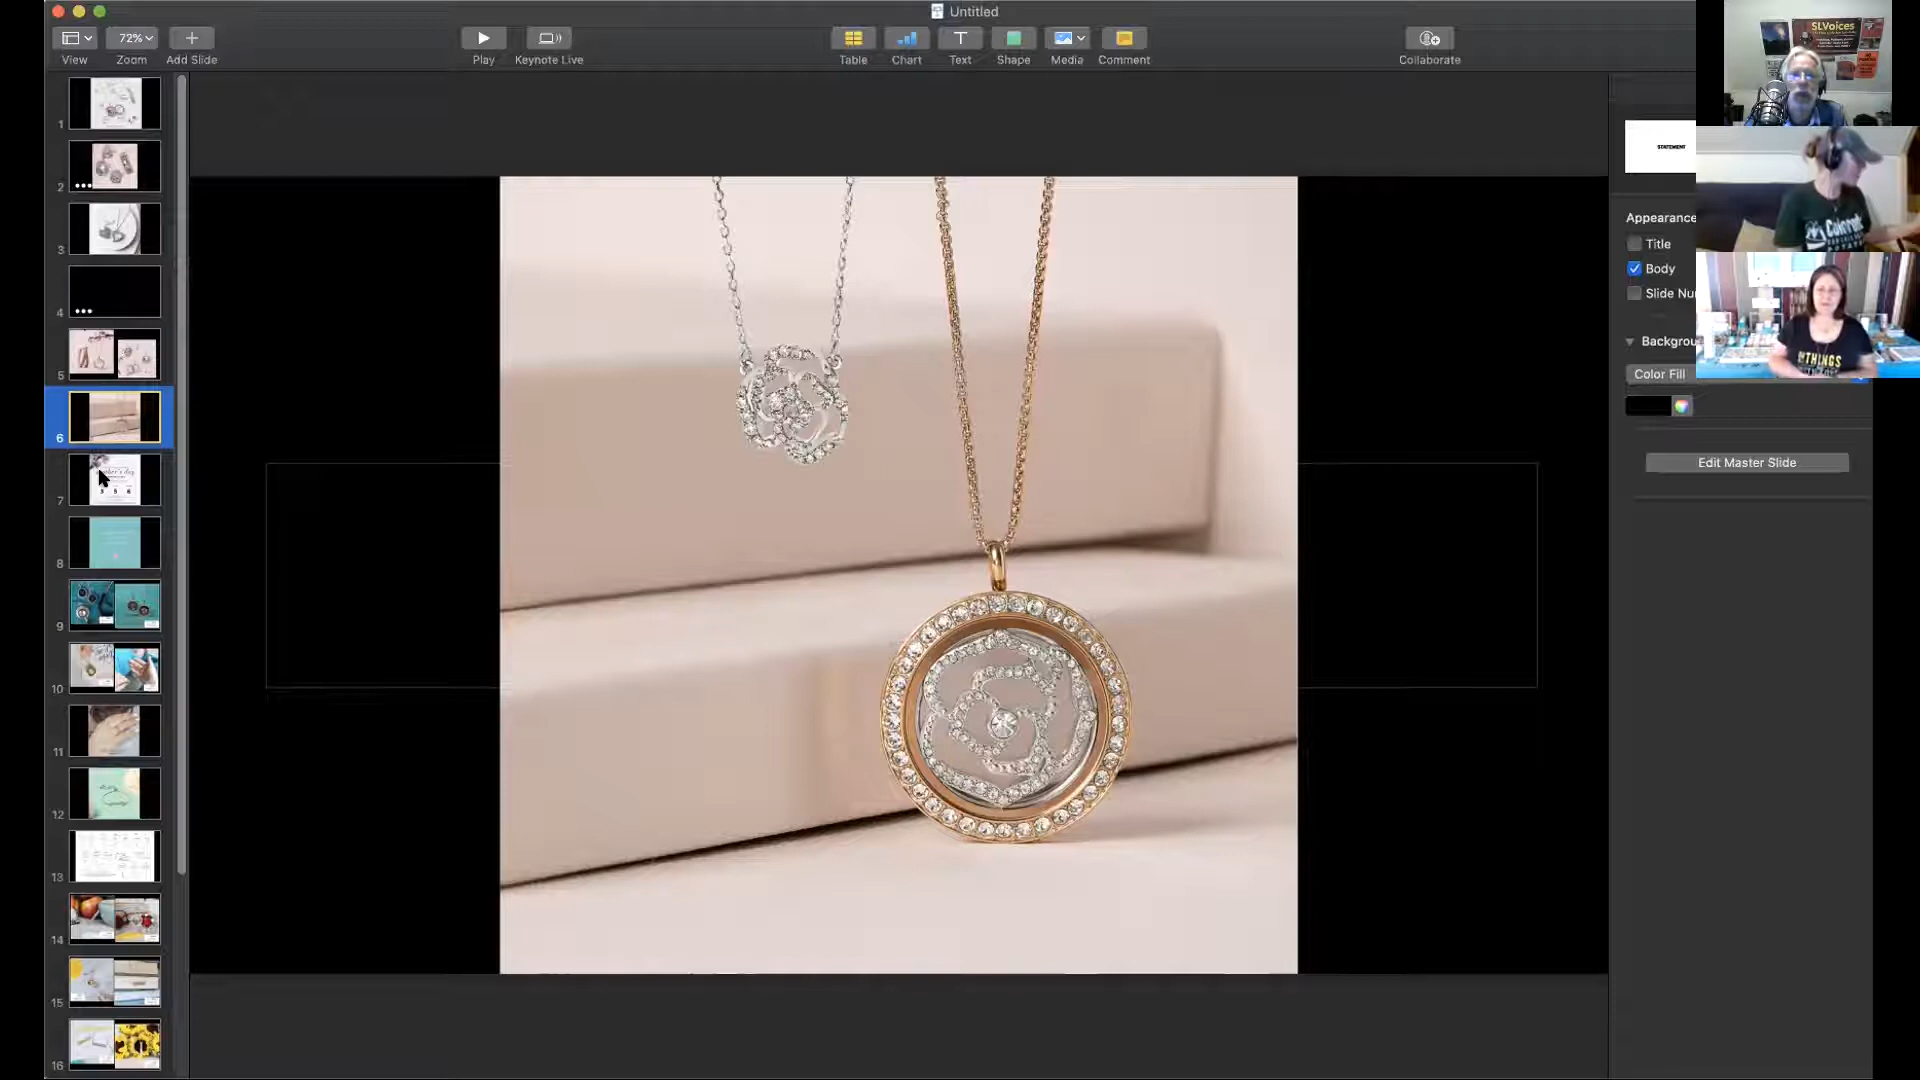 Untitled
72%
View
Zoom
Add Slide
Play
Keynote Live
Table
Chart
Text
Shape
Media
Comment
Collaborate
SLVoices
1
2
3
4
5
6
7
8
9
10
11
12
13
14
15
16
STATEMENT
Appearance
Title
Body
Slide Nu
Backgrou
Color Fill
Edit Master Slide
THINGS